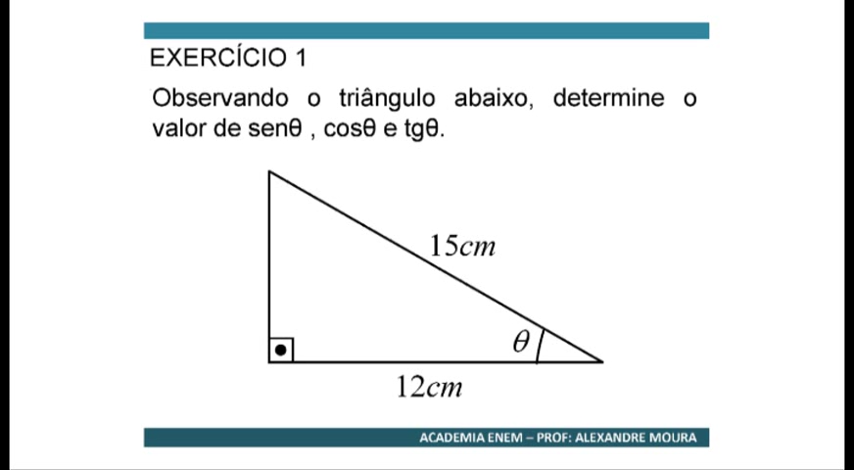 EXERCÍCIO 1
Observando o triângulo abaixo, determine o
valor de senθ , cosθ e tgθ.
15cm
θ
12cm
ACADEMIA ENEM – PROF: ALEXANDRE MOURA